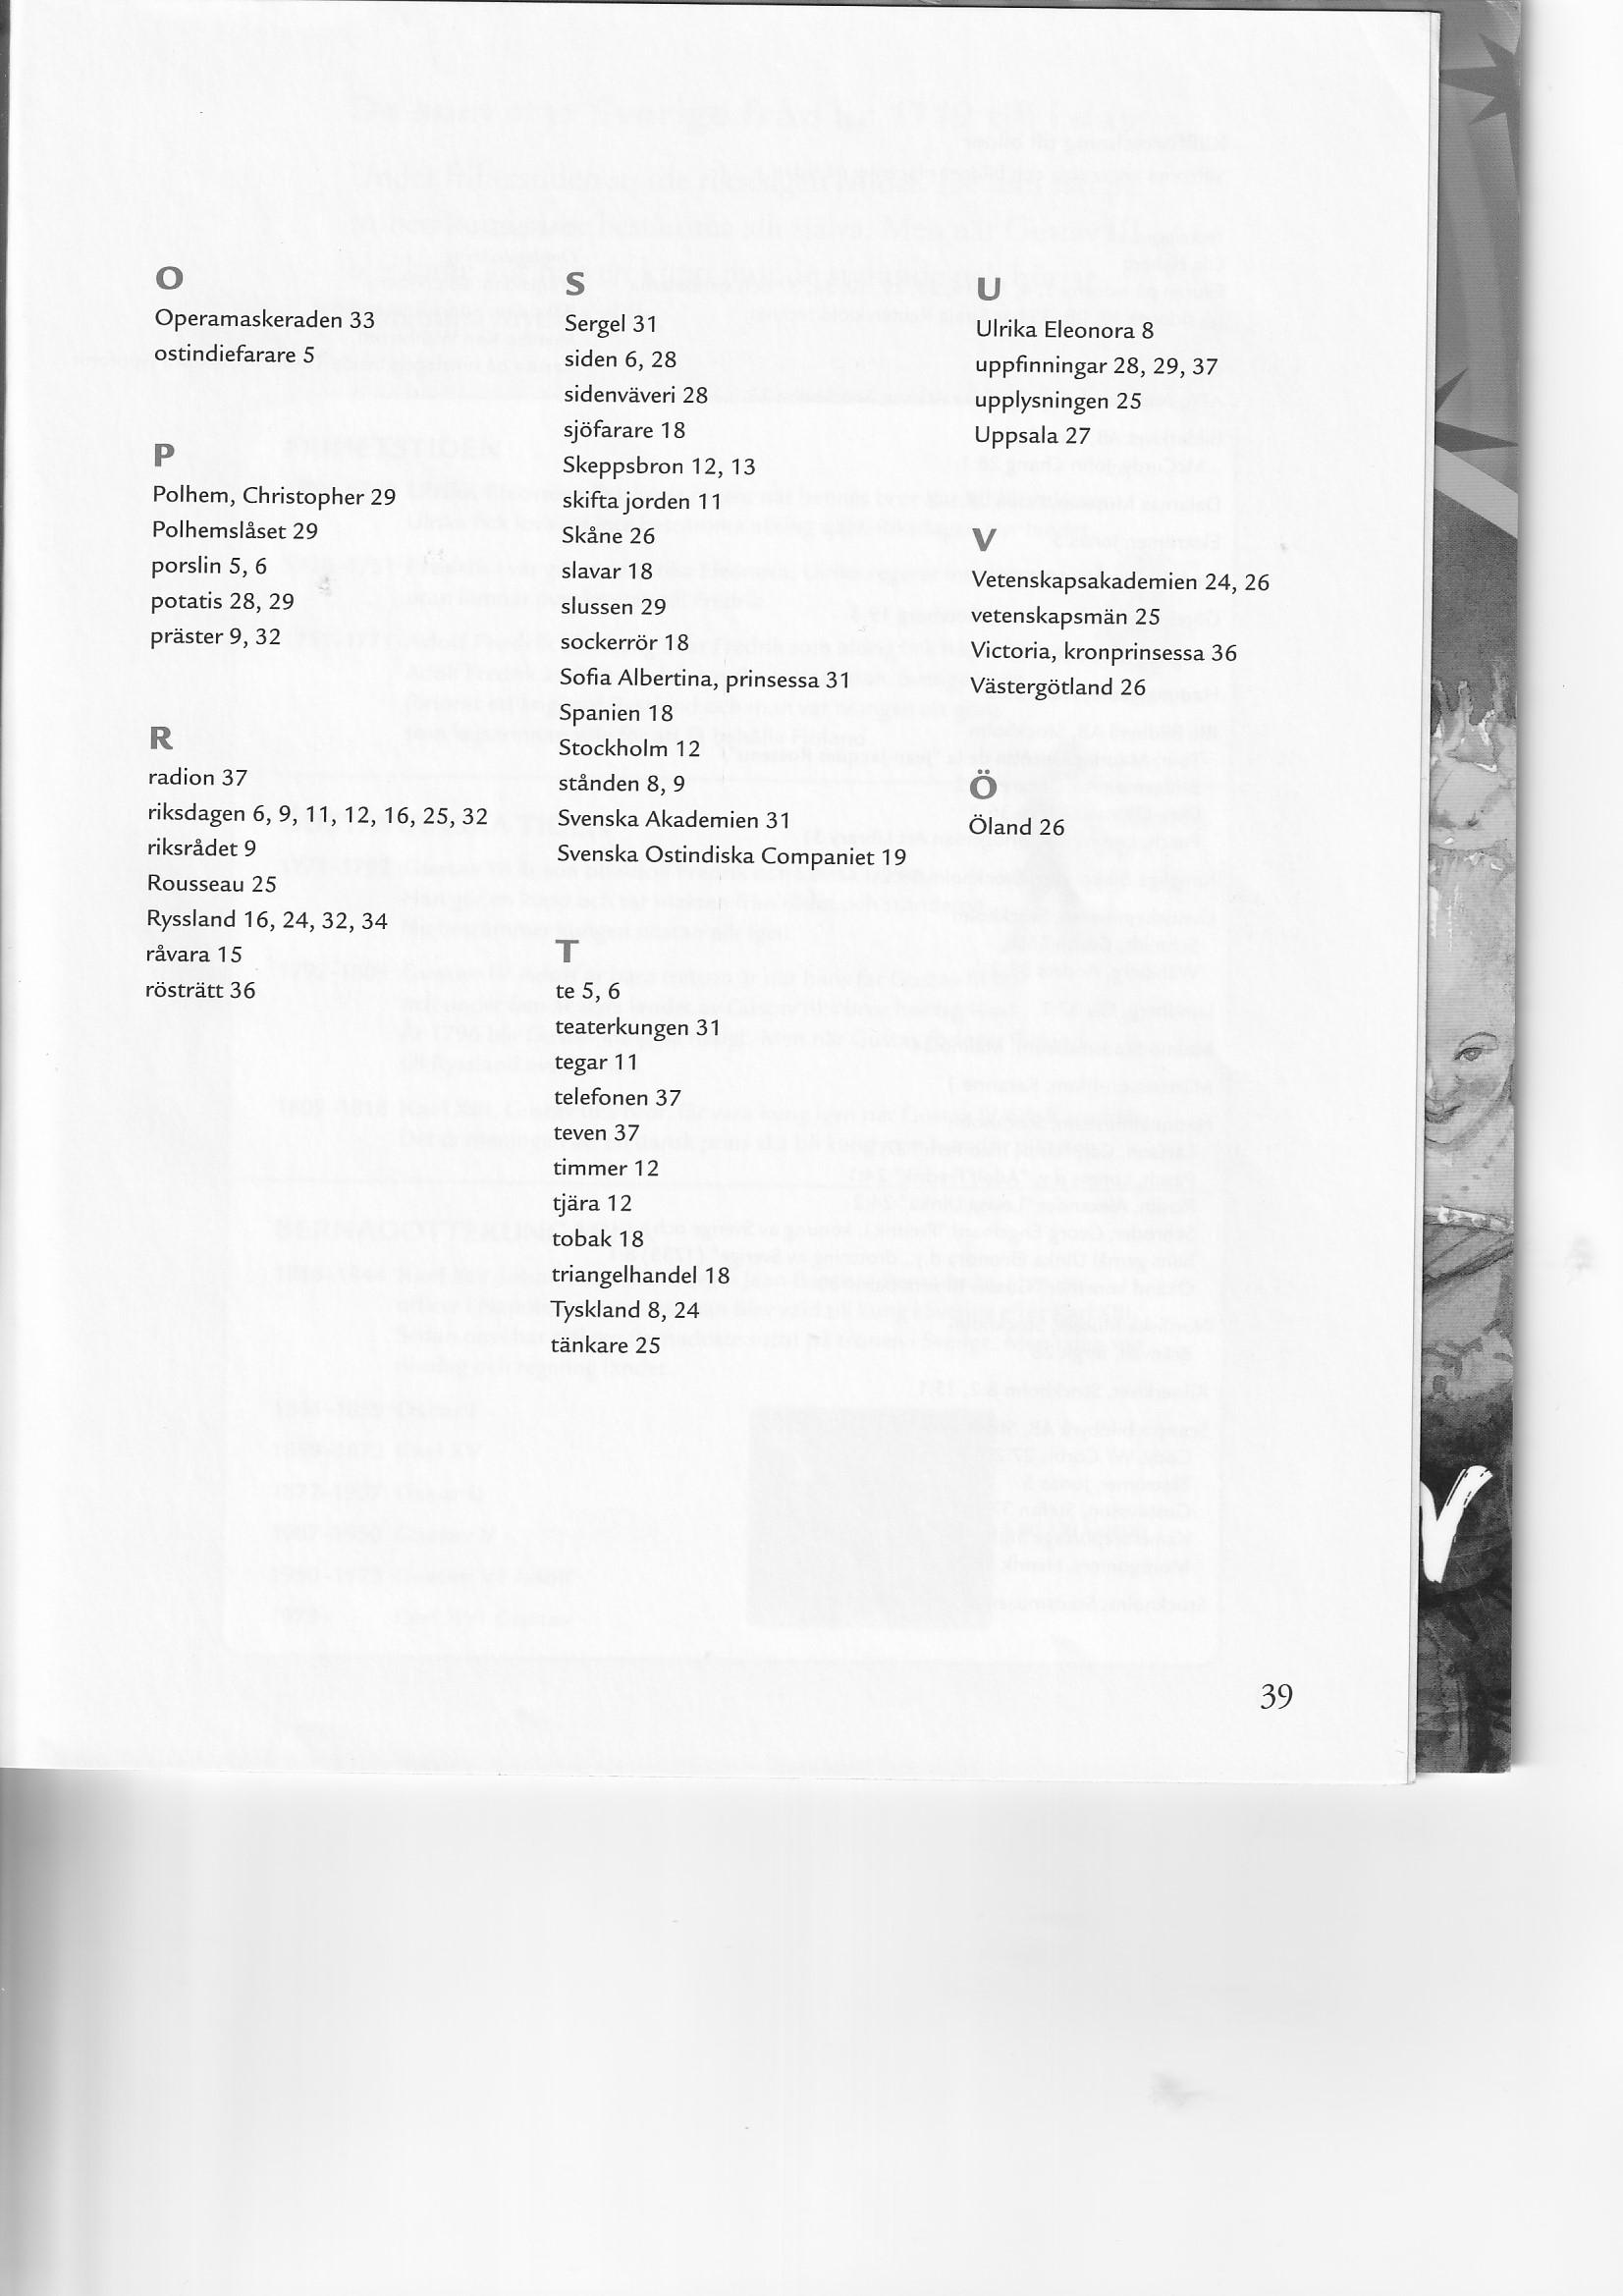 O
Operamaskeraden 33
ostindiefarare 5
P
Polhem, Christopher 29
Polhemslåset 29
porslin 5, 6
potatis 28, 29
präster 9, 32
R
radion 37
riksdagen 6, 9, 11, 12, 16, 25, 32
riksrådet 9
Rousseau 25
Ryssland 16, 24, 32, 34
råvara 15
rösträtt 36
S
Sergel 31
siden 6, 28
sidenväveri 28
sjöfarare 18
Skeppsbron 12, 13
skifta jorden 11
Skåne 26
slavar 18
slussen 29
sockerrör 18
Sofia Albertina, prinsessa 31
Spanien 18
Stockholm 12
stånden 8, 9
Svenska Akademien 31
Svenska Ostindiska Companiet 19
T
te 5, 6
teaterkungen 31
tegar 11
telefonen 37
teven 37
timmer 12
tjära 12
tobak 18
triangelhandel 18
Tyskland 8, 24
tänkare 25
U
Ulrika Eleonora 8
uppfinningar 28, 29, 37
upplysningen 25
Uppsala 27
V
Vetenskapsakademien 24, 26
vetenskapsmän 25
Victoria, kronprinsessa 36
Västergötland 26
Ö
Öland 26
39